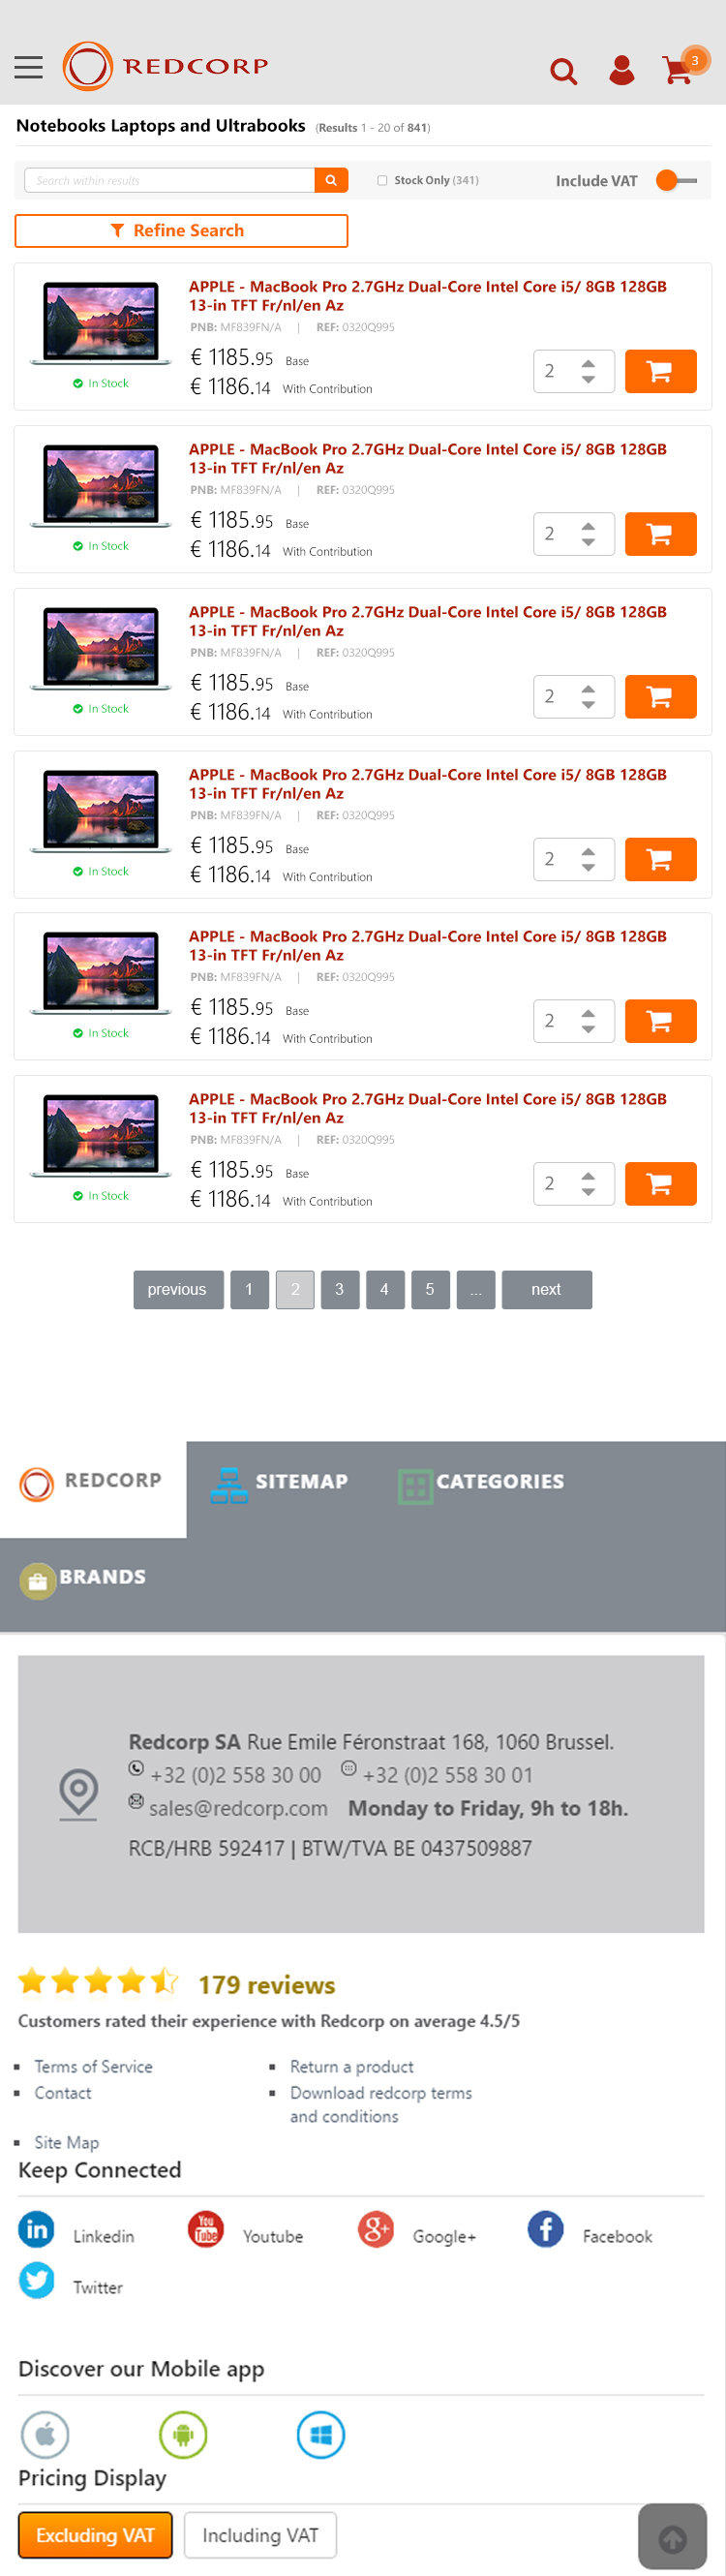 REDCORP
3
Notebooks Laptops and Ultrabooks (Results 1 - 20 of 841)
Search within results
Stock Only (341)
Include VAT
Refine Search
APPLE - MacBook Pro 2.7GHz Dual-Core Intel Core i5/ 8GB 128GB
13-in TFT Fr/nl/en Az
PNB: MF839FN/A | REF: 0320Q995
€ 1185.95 Base
€ 1186.14 With Contribution
In Stock
2
APPLE - MacBook Pro 2.7GHz Dual-Core Intel Core i5/ 8GB 128GB
13-in TFT Fr/nl/en Az
PNB: MF839FN/A | REF: 0320Q995
€ 1185.95 Base
€ 1186.14 With Contribution
In Stock
2
APPLE - MacBook Pro 2.7GHz Dual-Core Intel Core i5/ 8GB 128GB
13-in TFT Fr/nl/en Az
PNB: MF839FN/A | REF: 0320Q995
€ 1185.95 Base
€ 1186.14 With Contribution
In Stock
2
APPLE - MacBook Pro 2.7GHz Dual-Core Intel Core i5/ 8GB 128GB
13-in TFT Fr/nl/en Az
PNB: MF839FN/A | REF: 0320Q995
€ 1185.95 Base
€ 1186.14 With Contribution
In Stock
2
APPLE - MacBook Pro 2.7GHz Dual-Core Intel Core i5/ 8GB 128GB
13-in TFT Fr/nl/en Az
PNB: MF839FN/A | REF: 0320Q995
€ 1185.95 Base
€ 1186.14 With Contribution
In Stock
2
APPLE - MacBook Pro 2.7GHz Dual-Core Intel Core i5/ 8GB 128GB
13-in TFT Fr/nl/en Az
PNB: MF839FN/A | REF: 0320Q995
€ 1185.95 Base
€ 1186.14 With Contribution
In Stock
2
previous 1 2 3 4 5 ... next
REDCORP SITEMAP CATEGORIES
BRANDS
Redcorp SA Rue Emile Féronstraat 168, 1060 Brussel.
+32 (0)2 558 30 00 +32 (0)2 558 30 01
sales@redcorp.com Monday to Friday, 9h to 18h.
RCB/HRB 592417 | BTW/TVA BE 0437509887
179 reviews
Customers rated their experience with Redcorp on average 4.5/5
Terms of Service
Return a product
Contact
Download redcorp terms
and conditions
Site Map
Keep Connected
in Linkedin
You Tube Youtube
g+ Google+
f Facebook
Twitter
Discover our Mobile app
Pricing Display
Excluding VAT
Including VAT